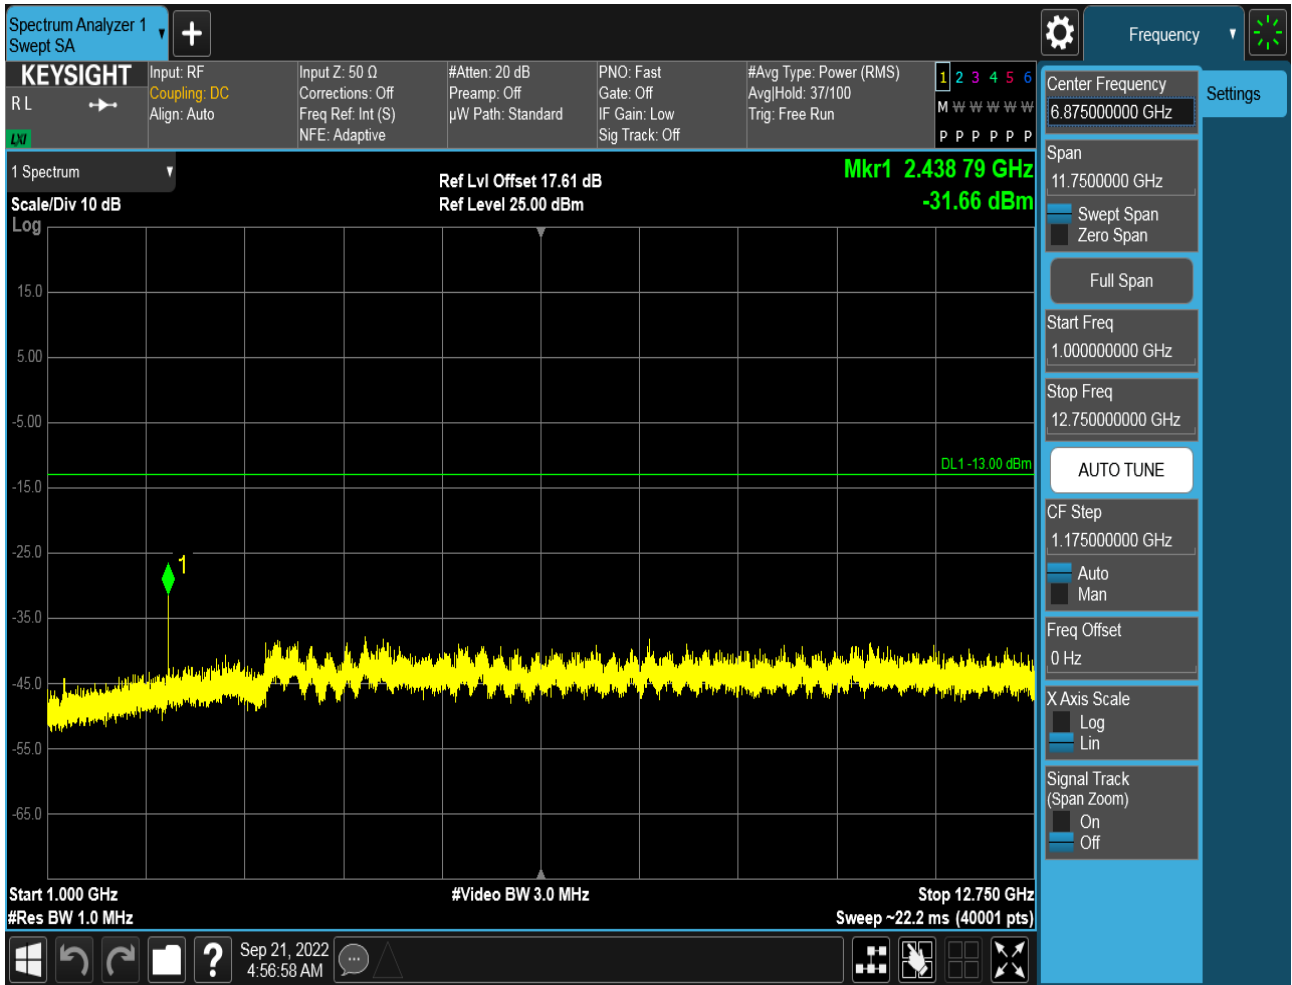 Spectrum Analyzer 1
Swept SA
Frequency
KEYSIGHT
R L
LXI
Input: RF
Coupling: DC
Align: Auto
Input Z: 50 Ω
Corrections: Off
Freq Ref: Int (S)
NFE: Adaptive
#Atten: 20 dB
Preamp: Off
µW Path: Standard
PNO: Fast
Gate: Off
IF Gain: Low
Sig Track: Off
#Avg Type: Power (RMS)
Avg|Hold: 37/100
Trig: Free Run
1 2 3 4 5 6
M W W W W W
P P P P P P
1 Spectrum
Scale/Div 10 dB
Log
Ref Lvl Offset 17.61 dB
Ref Level 25.00 dBm
Mkr1 2.438 79 GHz
-31.66 dBm
15.0
5.00
-5.00
DL1 -13.00 dBm
-15.0
-25.0
1
-35.0
-45.0
-55.0
-65.0
Start 1.000 GHz
#Res BW 1.0 MHz
#Video BW 3.0 MHz
Stop 12.750 GHz
Sweep ~22.2 ms (40001 pts)
Center Frequency
6.875000000 GHz
Settings
Span
11.7500000 GHz
Swept Span
Zero Span
Full Span
Start Freq
1.000000000 GHz
Stop Freq
12.750000000 GHz
AUTO TUNE
CF Step
1.175000000 GHz
Auto
Man
Freq Offset
0 Hz
X Axis Scale
Log
Lin
Signal Track
(Span Zoom)
On
Off
?
Sep 21, 2022
4:56:58 AM